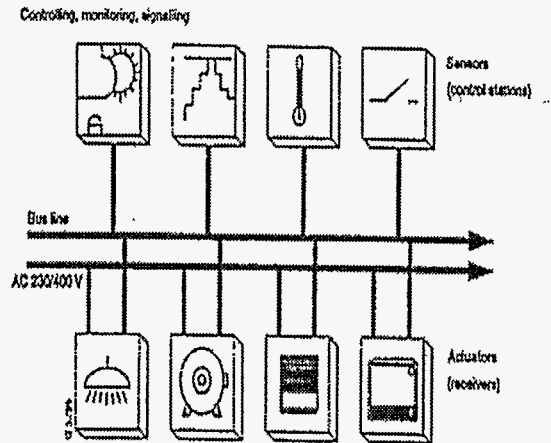 Controlling, monitoring, signalling
Sensors
(control stations)
Bus line
AC 230/400 V
Actuators
(receivers)